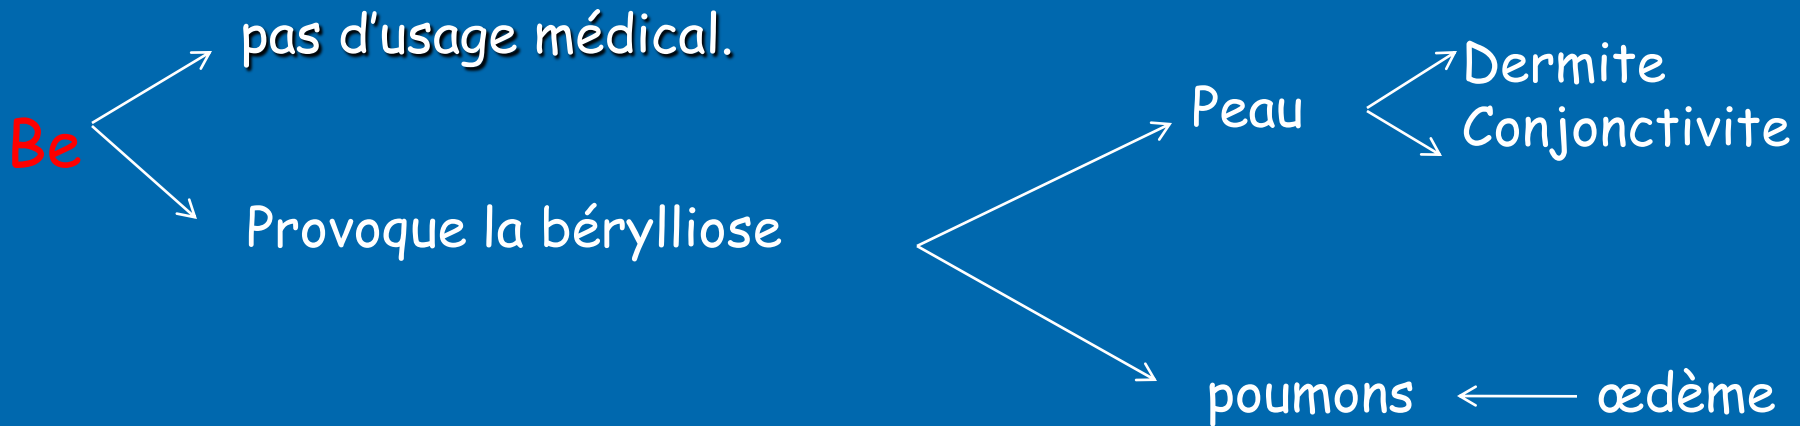 pas d’usage médical.
Be
Provoque la bérylliose
Peau
Dermite
Conjonctivite
poumons
œdème